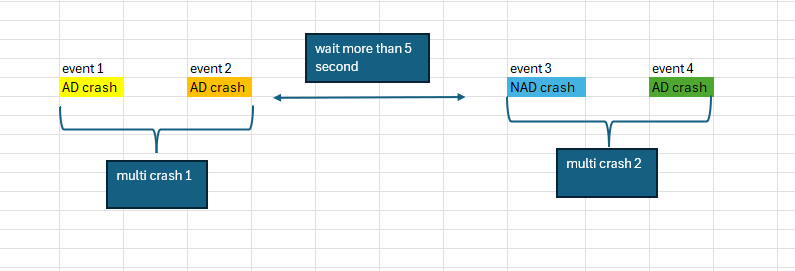 wait more than 5
second
event 1
event 2
event 3
event 4
AD crash
AD crash
NAD crash
AD crash
multi crash 1
multi crash 2